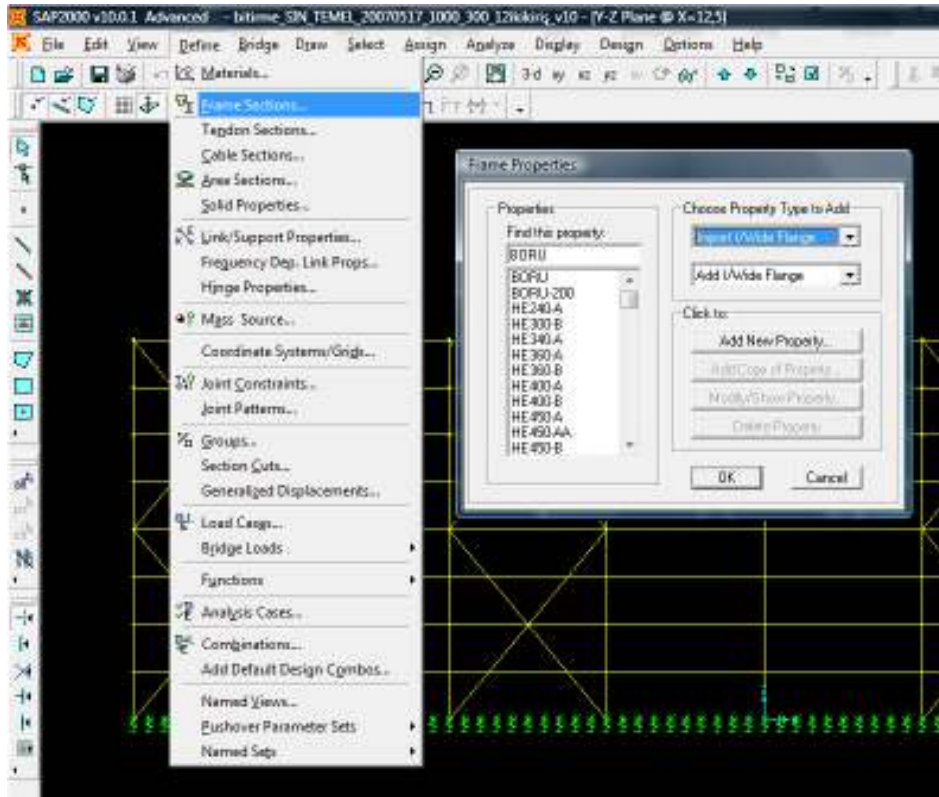 SAP2000 v10.0.1 Advanced - bitirme_SIN_TEMEL_20070517_1000_300_12likikiriş_v10 - [Y-Z Plane @ X=12,5]
File Edit View Define Bridge Draw Select Assign Analyze Display Design Options Help
3-d xy xz yz
Materials...
Frame Sections...
Tendon Sections...
Cable Sections...
Area Sections...
Solid Properties...
Link/Support Properties...
Frequency Dep. Link Props...
Hinge Properties...
Mass Source...
Coordinate Systems/Grids...
Joint Constraints...
Joint Patterns...
Groups...
Section Cuts...
Generalized Displacements...
Load Cases...
Bridge Loads
Functions
Analysis Cases...
Combinations...
Add Default Design Combos...
Named Views...
Pushover Parameter Sets
Named Sets
Frame Properties
Properties
Find this property:
BORU
BORU
BORU-200
HE240-A
HE300-B
HE340-A
HE360-A
HE360-B
HE400-A
HE400-B
HE450-A
HE450-AA
HE450-B
Choose Property Type to Add
Import I/Wide Flange
Add I/Wide Flange
Click to:
Add New Property...
Add Copy of Property...
Modify/Show Property...
Delete Property
OK
Cancel